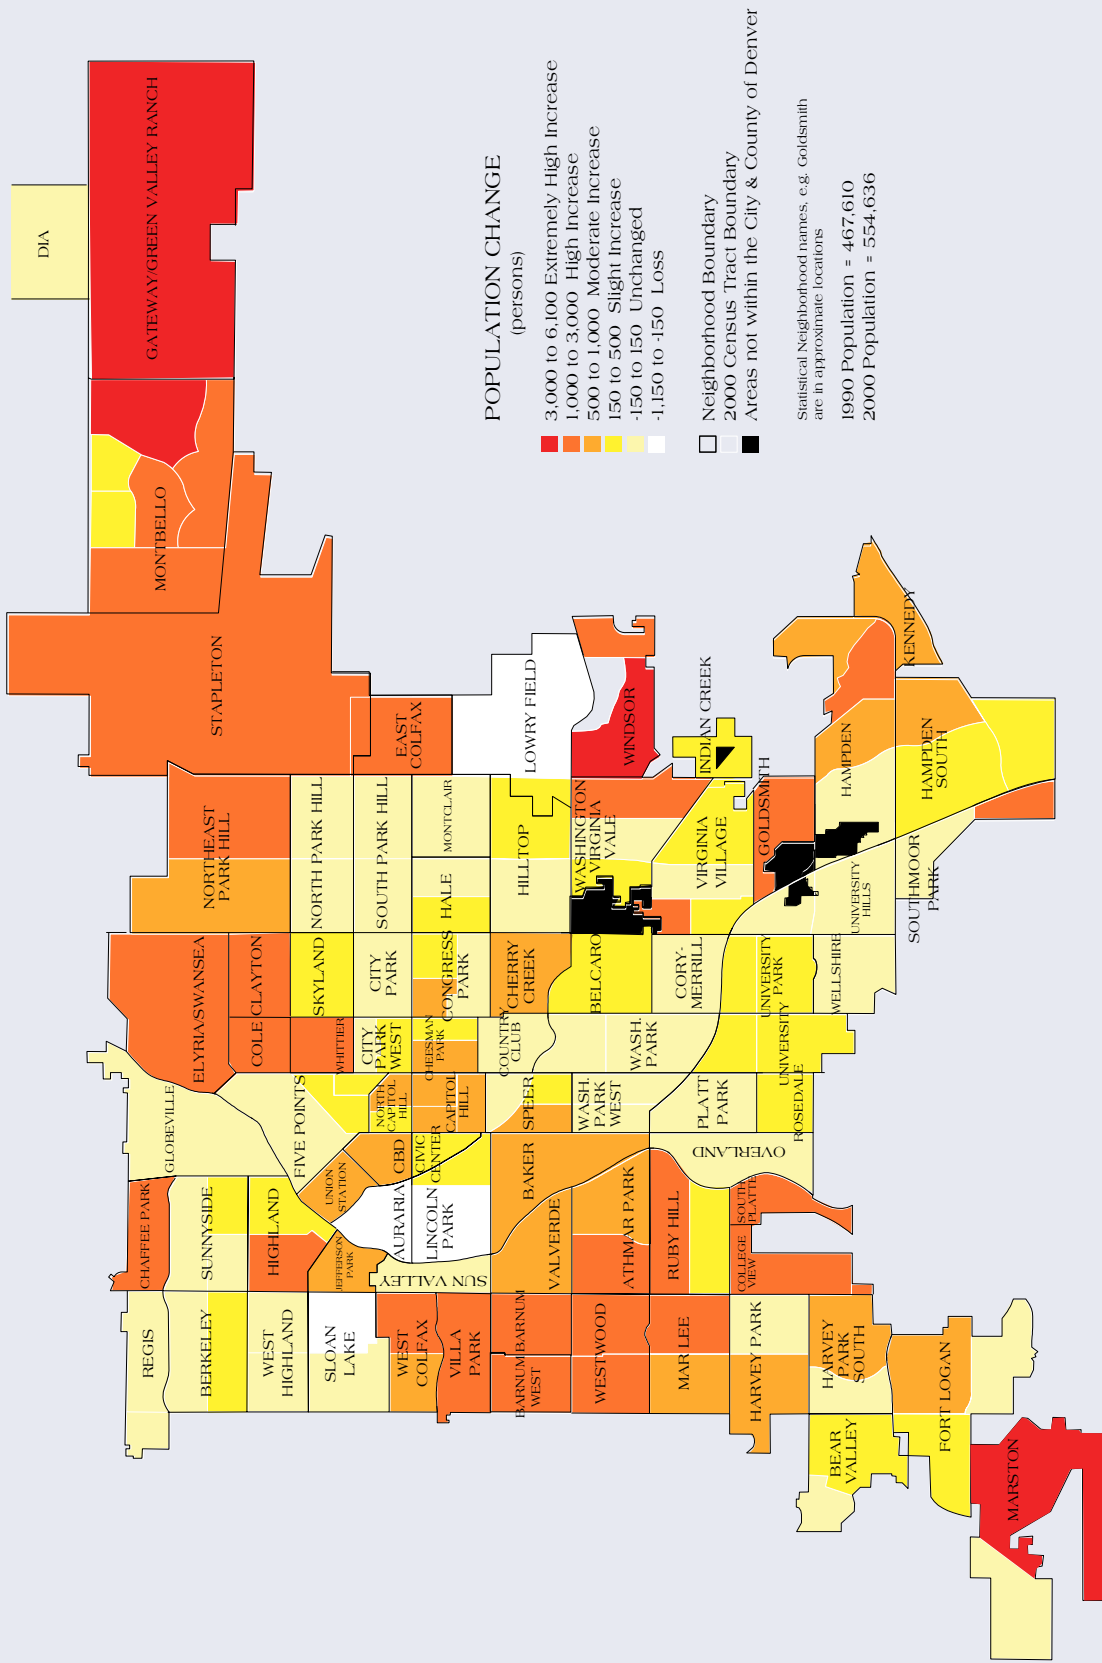 DIA
GATEWAY/GREEN VALLEY RANCH
MONTBELLO
STAPLETON
EAST
COLFAX
LOWRY FIELD
WINDSOR
INDIAN CREEK
KENNEDY
HAMPDEN
HAMPDEN
SOUTH
GOLDSMITH
NORTHEAST
PARK HILL
NORTH PARK HILL
SOUTH PARK HILL
MONTCLAIR
HALE
HILLTOP
WASHINGTON
VIRGINIA
VALE
VIRGINIA
VILLAGE
UNIVERSITY
HILLS
SOUTHMOOR
PARK
ELYRIA/SWANSEA
CLAYTON
COLE
SKYLAND
WHITTIER
CITY
PARK
CITY
PARK
WEST
CONGRESS
PARK
CHEESMAN
PARK
CHERRY
CREEK
COUNTRY
CLUB
BELCARO
WASH.
PARK
CORY-
MERRILL
UNIVERSITY
PARK
UNIVERSITY
WELLSHIRE
GLOBEVILLE
FIVE POINTS
NORTH
CAPITOL
HILL
CAPITOL
HILL
SPEER
WASH.
PARK
WEST
PLATT
PARK
ROSEDALE
UNION
STATION
CBD
CIVIC
CENTER
AURARIA
LINCOLN
PARK
BAKER
OVERLAND
CHAFFEE PARK
SUNNYSIDE
HIGHLAND
JEFFERSON
PARK
SUN VALLEY
VALVERDE
ATHMAR PARK
RUBY HILL
SOUTH
PLATTE
COLLEGE
VIEW
REGIS
BERKELEY
WEST
HIGHLAND
SLOAN
LAKE
WEST
COLFAX
VILLA
PARK
BARNUM
BARNUM
WEST
WESTWOOD
MAR LEE
HARVEY PARK
HARVEY
PARK
SOUTH
BEAR
VALLEY
FORT LOGAN
MARSTON
POPULATION CHANGE
(persons)
3,000 to 6,100 Extremely High Increase
1,000 to 3,000 High Increase
500 to 1,000 Moderate Increase
150 to 500 Slight Increase
-150 to 150 Unchanged
-1,150 to -150 Loss
Neighborhood Boundary
2000 Census Tract Boundary
Areas not within the City & County of Denver
Statistical Neighborhood names, e.g. Goldsmith
are in approximate locations
1990 Population = 467,610
2000 Population = 554,636